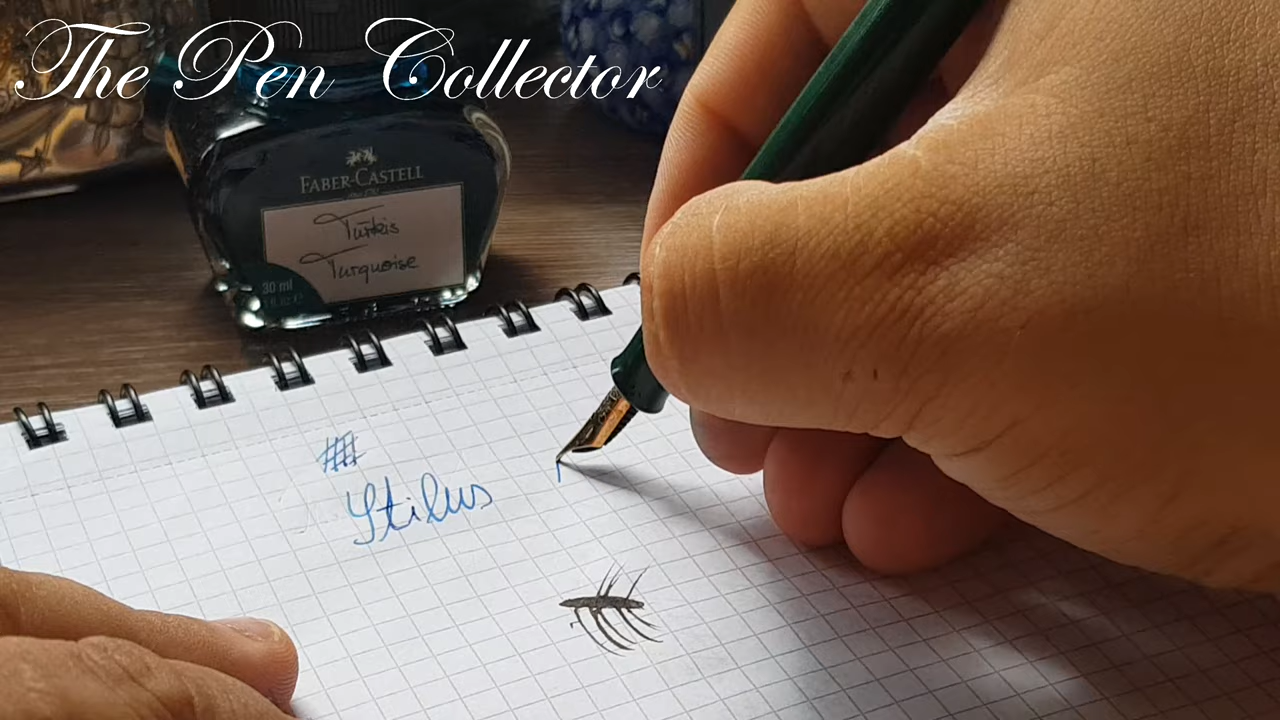 The Pen Collector
FABER-CASTELL
Türkis
Turquoise
30 ml
Stilus